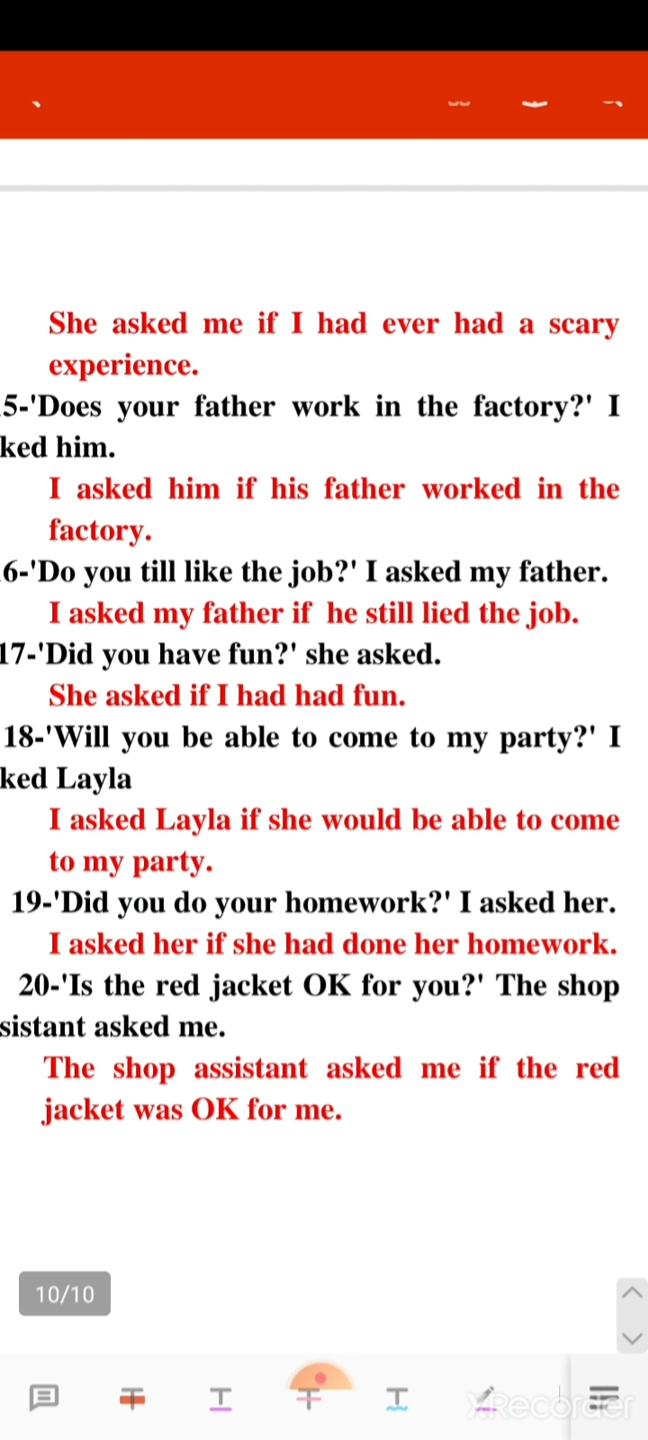 She asked me if I had ever had a scary
experience.
5-'Does your father work in the factory?' I
ked him.
I asked him if his father worked in the
factory.
6-'Do you till like the job?' I asked my father.
I asked my father if he still lied the job.
17-'Did you have fun?' she asked.
She asked if I had had fun.
18-'Will you be able to come to my party?' I
ked Layla
I asked Layla if she would be able to come
to my party.
19-'Did you do your homework?' I asked her.
I asked her if she had done her homework.
20-'Is the red jacket OK for you?' The shop
sistant asked me.
The shop assistant asked me if the red
jacket was OK for me.
10/10
XRecorder